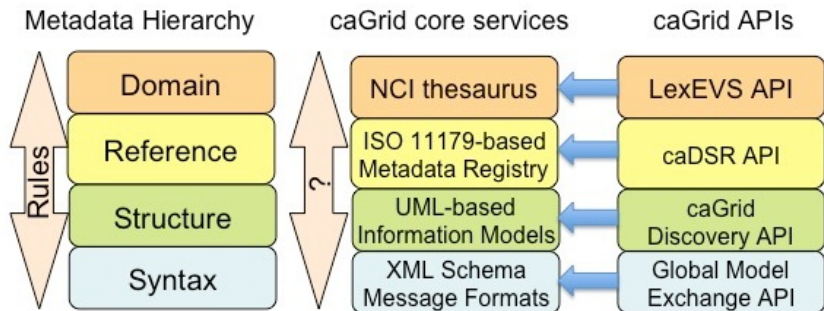 Metadata Hierarchy
caGrid core services
caGrid APIs
Rules
Domain
Reference
Structure
Syntax
?
NCI thesaurus
ISO 11179-based
Metadata Registry
UML-based
Information Models
XML Schema
Message Formats
LexEVS API
caDSR API
caGrid
Discovery API
Global Model
Exchange API